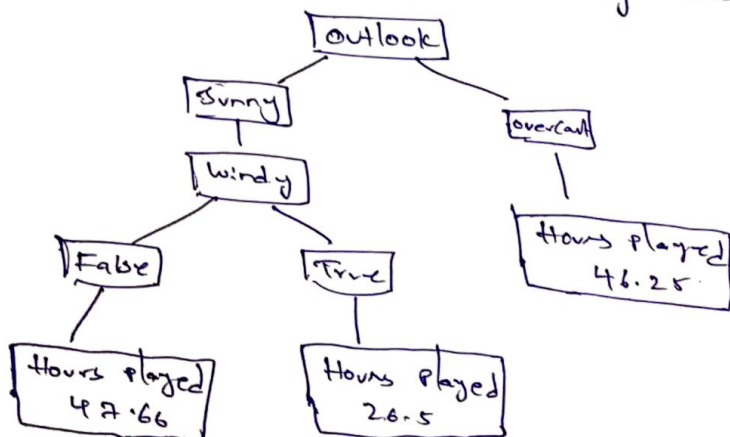 Outlook
Sunny
overcast
Windy
False
True
Hours played
46.25
Hours played
47.66
Hours played
26.5